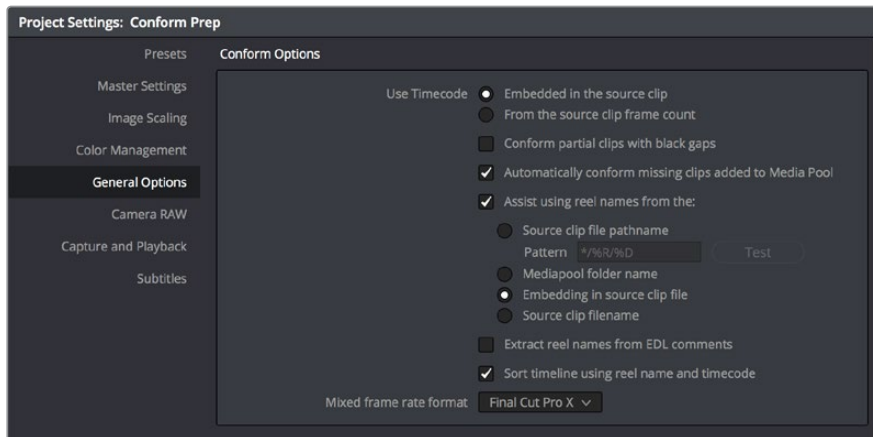 Project Settings: Conform Prep
Presets
Master Settings
Image Scaling
Color Management
General Options
Camera RAW
Capture and Playback
Subtitles
Conform Options
Use Timecode
Embedded in the source clip
From the source clip frame count
Conform partial clips with black gaps
Automatically conform missing clips added to Media Pool
Assist using reel names from the:
Source clip file pathname
Pattern */%R/%D Test
Mediapool folder name
Embedding in source clip file
Source clip filename
Extract reel names from EDL comments
Sort timeline using reel name and timecode
Mixed frame rate format Final Cut Pro X